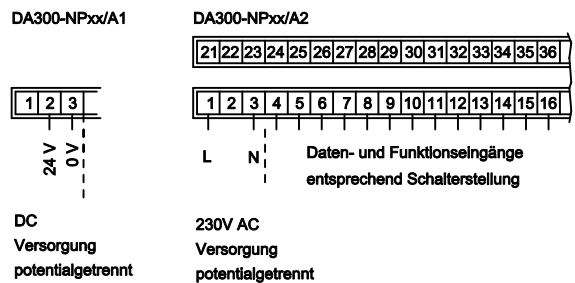 DA300-NPxx/A1
DA300-NPxx/A2
21 22 23 24 25 26 27 28 29 30 31 32 33 34 35 36
1 2 3
1 2 3 4 5 6 7 8 9 10 11 12 13 14 15 16
24 V
0 V
L
N
Daten- und Funktionseingänge
entsprechend Schalterstellung
DC
Versorgung
potentialgetrennt
230V AC
Versorgung
potentialgetrennt